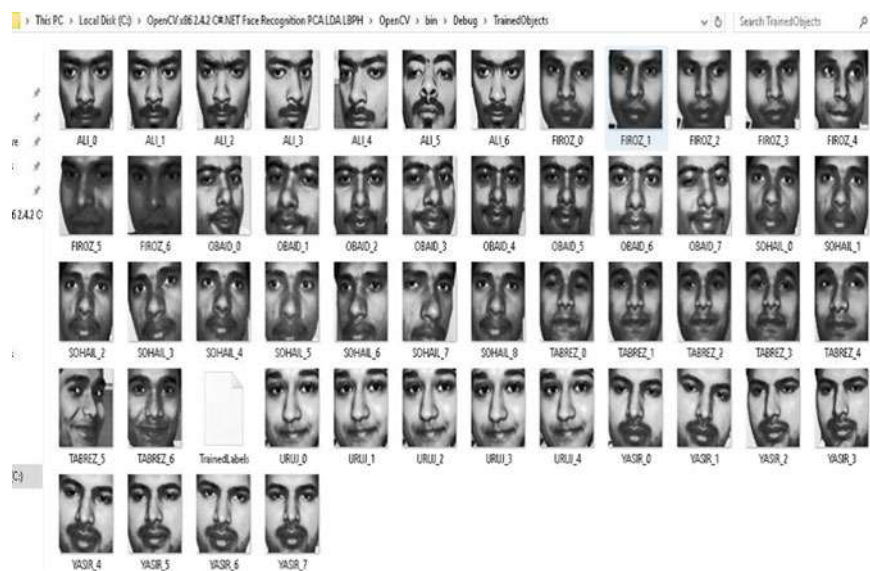 This PC > Local Disk (C:) > OpenCV x86 2.4.2 C#.NET Face Recognition PCA LDA LBPH > OpenCV > bin > Debug > TrainedObjects
Search TrainedObjects
ALI_0 ALI_1 ALI_2 ALI_3 ALI_4 ALI_5 ALI_6 FIROZ_0 FIROZ_1 FIROZ_2 FIROZ_3 FIROZ_4
FIROZ_5 FIROZ_6 OBAID_0 OBAID_1 OBAID_2 OBAID_3 OBAID_4 OBAID_5 OBAID_6 OBAID_7 SOHAIL_0 SOHAIL_1
SOHAIL_2 SOHAIL_3 SOHAIL_4 SOHAIL_5 SOHAIL_6 SOHAIL_7 SOHAIL_8 TABREZ_0 TABREZ_1 TABREZ_2 TABREZ_3 TABREZ_4
TABREZ_5 TABREZ_6 TrainedLabels URUJ_0 URUJ_1 URUJ_2 URUJ_3 URUJ_4 YASIR_0 YASIR_1 YASIR_2 YASIR_3
C:)
YASIR_4 YASIR_5 YASIR_6 YASIR_7